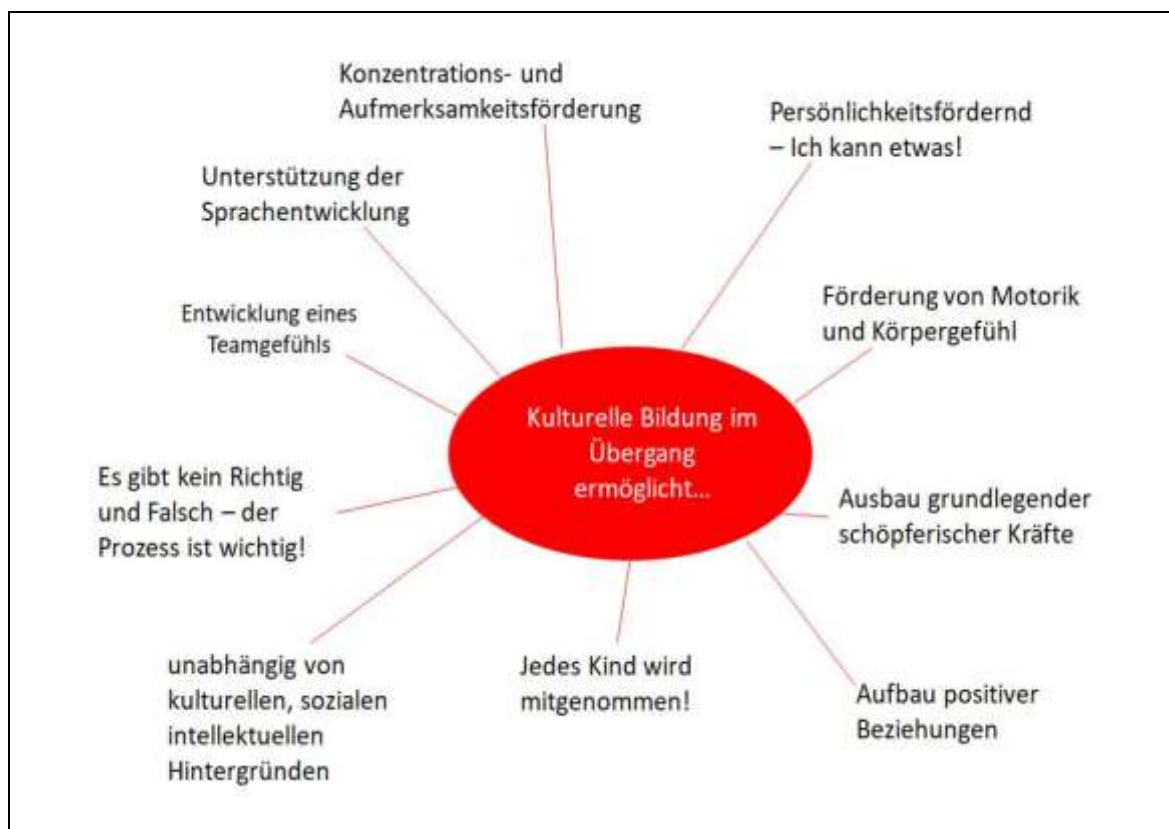 Konzentrations- und
Aufmerksamkeitsförderung
Persönlichkeitsfördernd
– Ich kann etwas!
Unterstützung der
Sprachentwicklung
Förderung von Motorik
und Körpergefühl
Entwicklung eines
Teamgefühls
Kulturelle Bildung im
Übergang
ermöglicht...
Es gibt kein Richtig
und Falsch – der
Prozess ist wichtig!
Ausbau grundlegender
schöpferischer Kräfte
unabhängig von
kulturellen, sozialen
intellektuellen
Hintergründen
Jedes Kind wird
mitgenommen!
Aufbau positiver
Beziehungen